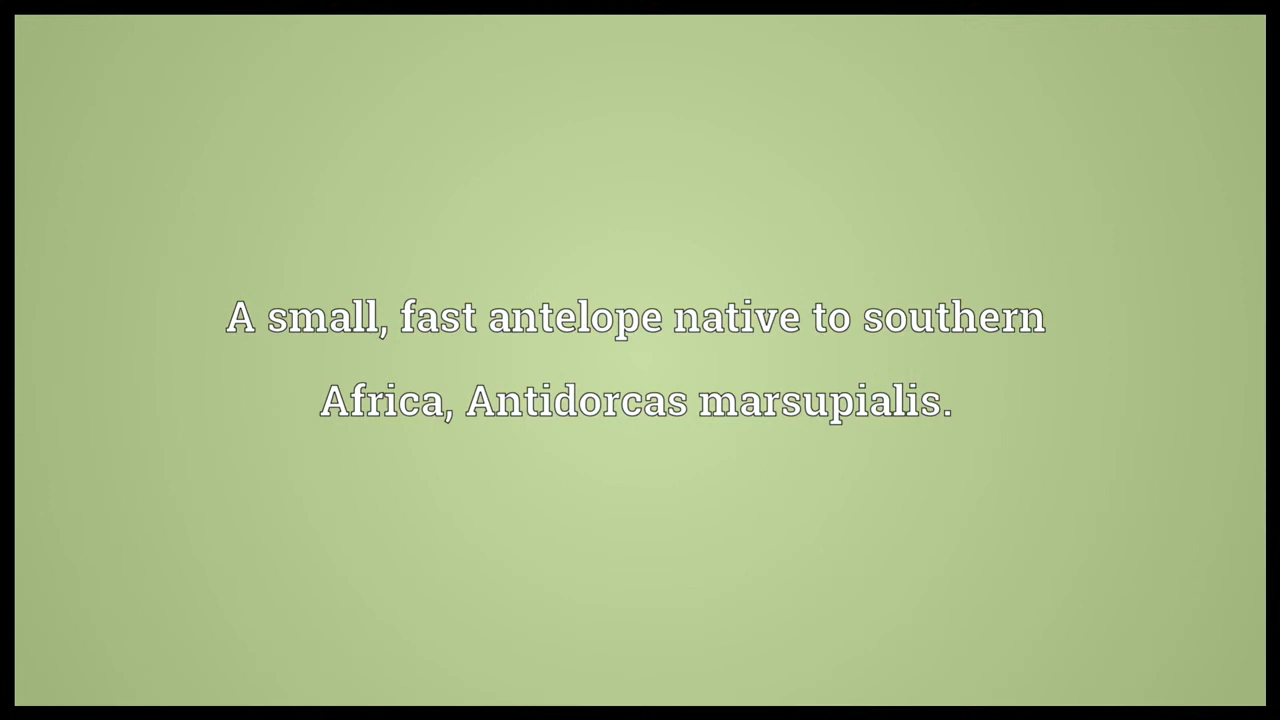 A small, fast antelope native to southern
Africa, Antidorcas marsupialis.